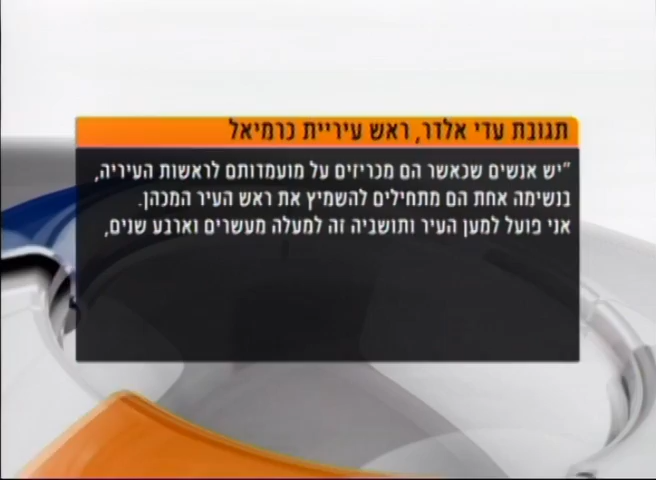 תגובת עדי אלדר, ראש עיריית כרמיאל
"יש אנשים שכאשר הם מכריזים על מועמדותם לראשות העיריה,
בנשימה אחת הם מתחילים להשמיץ את ראש העיר המכהן.
אני פועל למען העיר ותושביה זה למעלה מעשרים וארבע שנים,